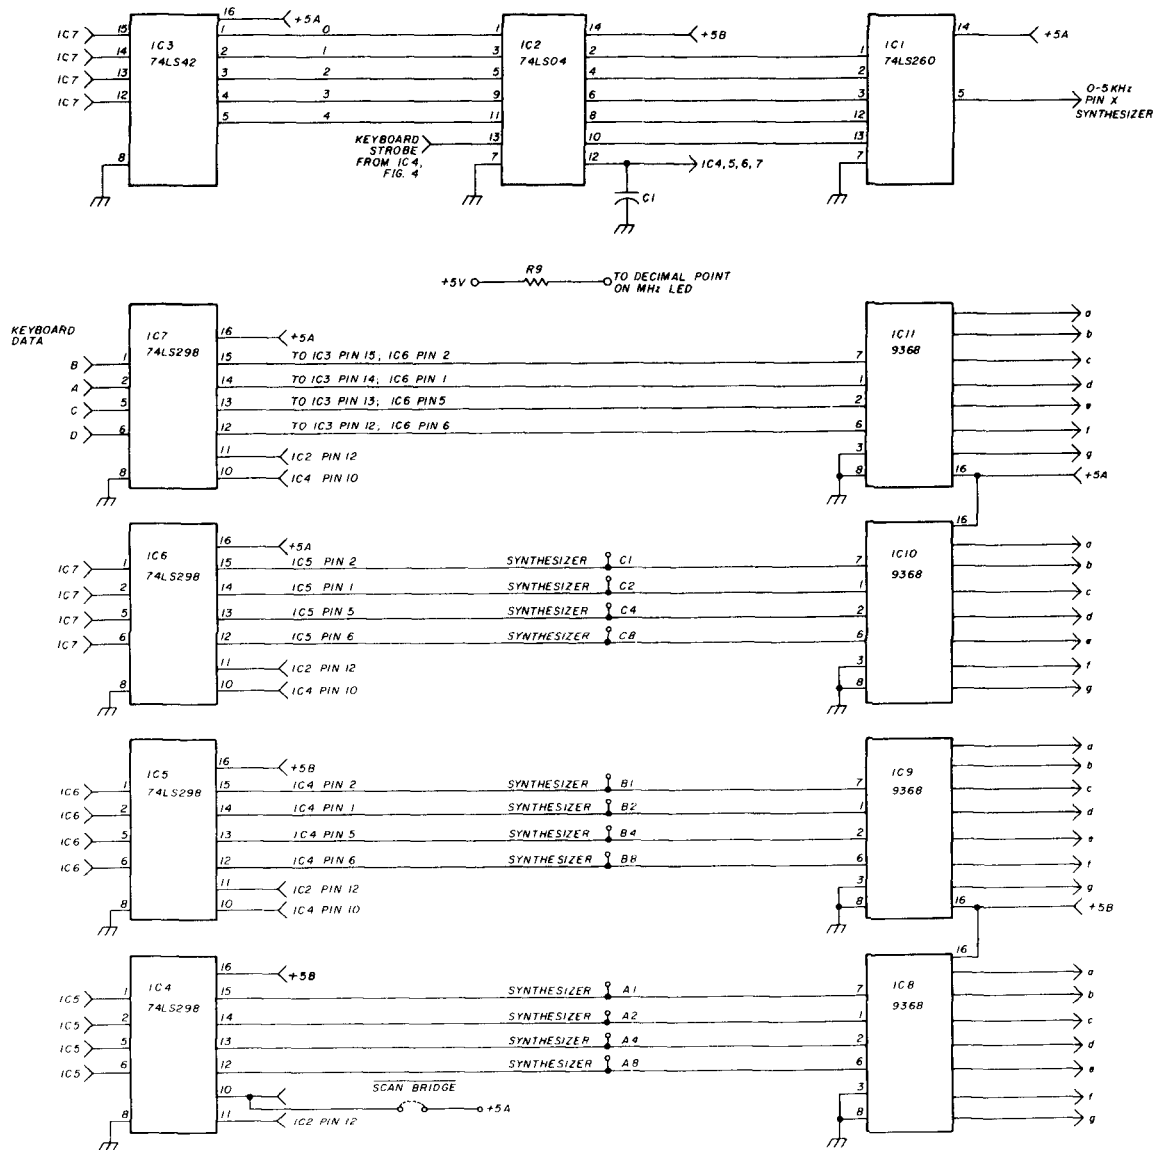 16 +5A
IC7 15 IC3 1 0 1 IC2 14 +5B IC1 14 +5A
74LS42 74LS04 74LS260
IC7 14 2 1 3 2 1
IC7 13 3 2 5 4 2
IC7 12 4 3 9 6 3 5 0-5KHz
PIN X
SYNTHESIZER
5 4 11 8 12
KEYBOARD
STROBE
FROM IC4,
FIG. 4
13 10 13
8 7 12 IC4, 5, 6, 7 7
C1
+5V R9 TO DECIMAL POINT
ON MHz LED
KEYBOARD
DATA
IC7
74LS298
IC11
9368
16 +5A
B 1 15 TO IC3 PIN 15, IC6 PIN 2 7
A 2 14 TO IC3 PIN 14, IC6 PIN 1 1
C 5 13 TO IC3 PIN 13, IC6 PIN 5 2
D 6 12 TO IC3 PIN 12, IC6 PIN 6 6
11 IC2 PIN 12 3
8 10 IC4 PIN 10 8 16 +5A
a
b
c
d
e
f
g
IC6
74LS298
IC10
9368
16
16 +5A
IC7 1 15 IC5 PIN 2 SYNTHESIZER C1 7
IC7 2 14 IC5 PIN 1 C2 1
IC7 5 13 IC5 PIN 5 C4 2
IC7 6 12 IC5 PIN 6 SYNTHESIZER C8 6
11 IC2 PIN 12 3
8 10 IC4 PIN 10 8
a
b
c
d
e
f
g
IC5
74LS298
IC9
9368
16 +5B
IC6 1 15 IC4 PIN 2 SYNTHESIZER B1 7
IC6 2 14 IC4 PIN 1 SYNTHESIZER B2 1
IC6 5 13 IC4 PIN 5 SYNTHESIZER B4 2
IC6 6 12 IC4 PIN 6 SYNTHESIZER B8 6
11 IC2 PIN 12 3
8 10 IC4 PIN 10 8 16 +5B
a
b
c
d
e
f
g
IC4
74LS298
IC8
9368
16
16 +5B
IC5 1 15 SYNTHESIZER A1 7
IC5 2 14 SYNTHESIZER A2 1
IC5 5 13 SYNTHESIZER A4 2
IC5 6 12 SYNTHESIZER A8 6
10 SCAN BRIDGE +5A 3
8 11 IC2 PIN 12 8
a
b
c
d
e
f
g